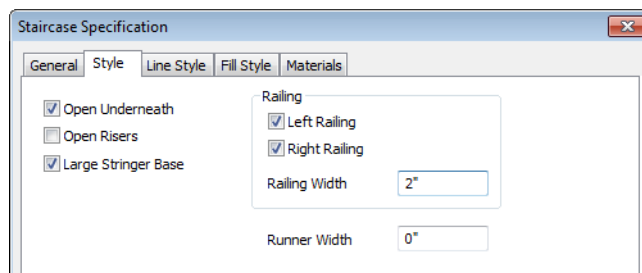 Staircase Specification
General Style Line Style Fill Style Materials
Open Underneath
Open Risers
Large Stringer Base
Railing
Left Railing
Right Railing
Railing Width 2"
Runner Width 0"